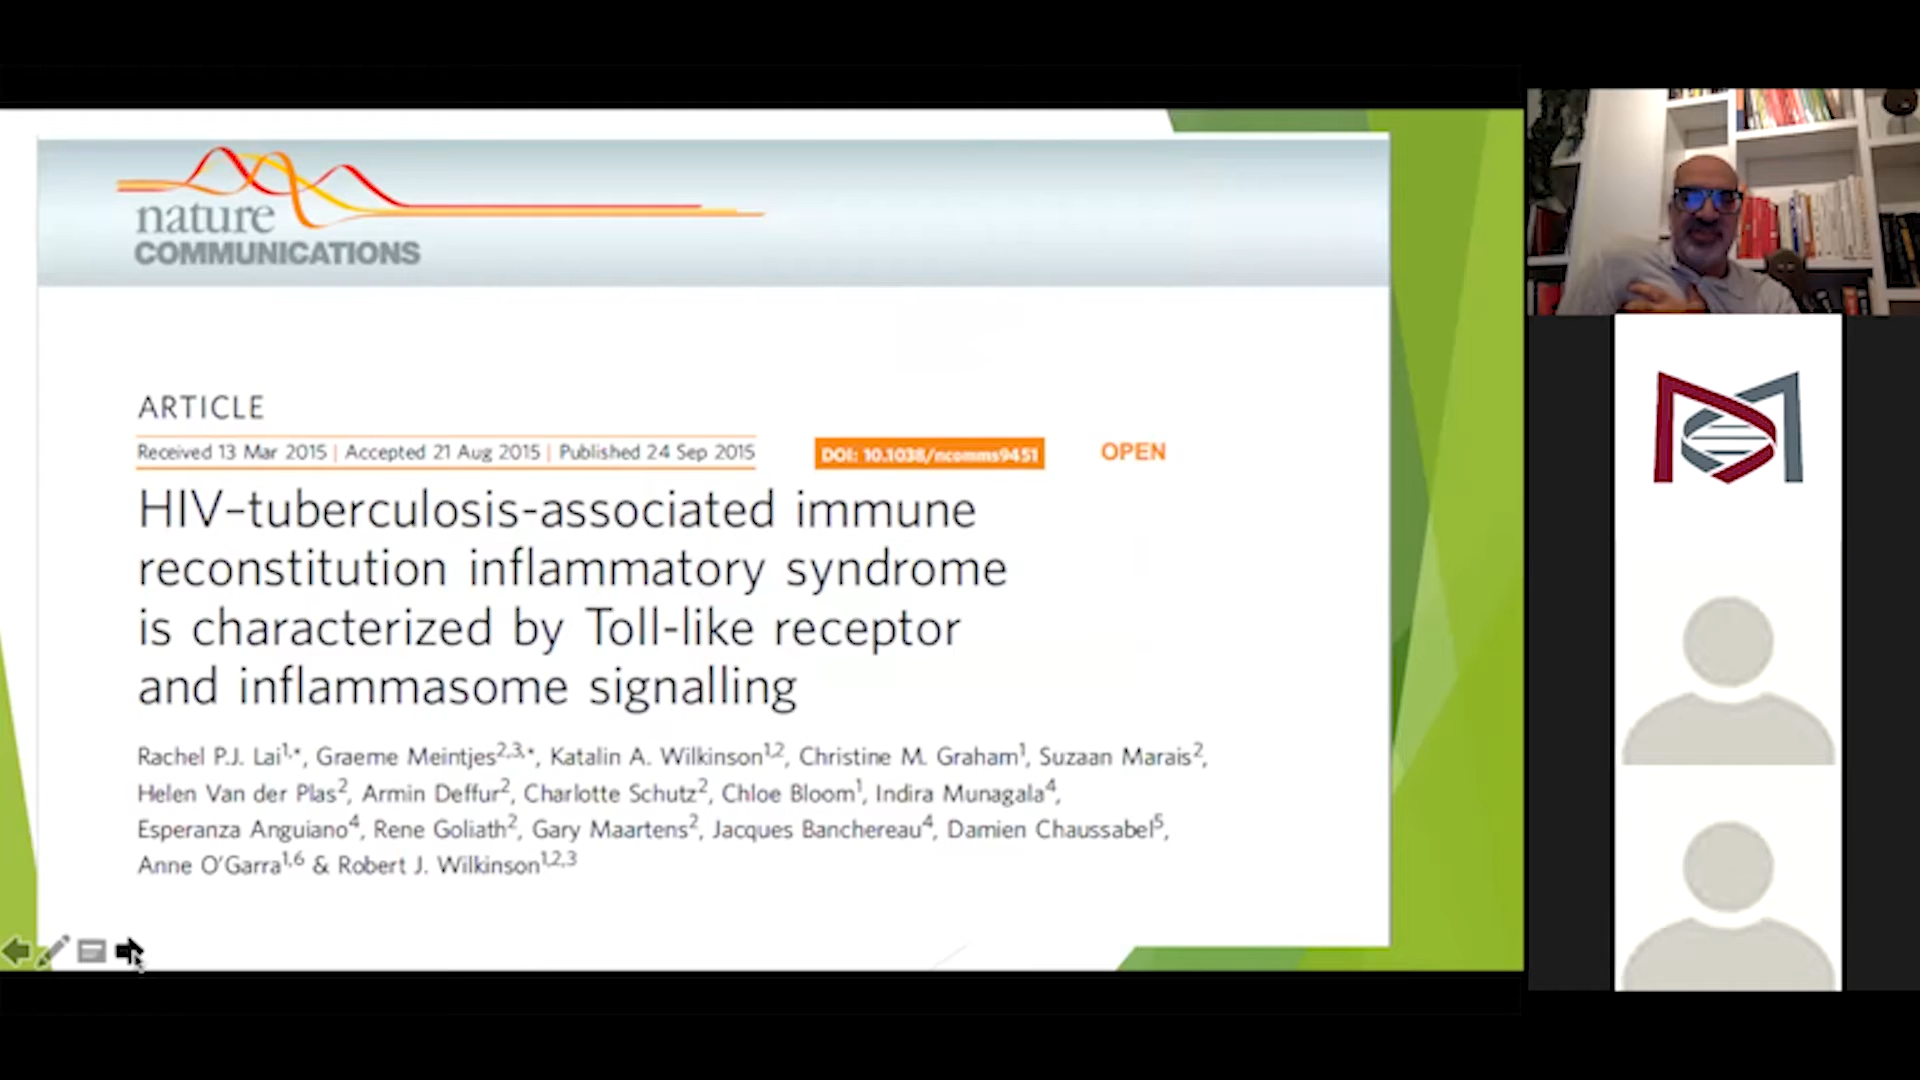 nature
COMMUNICATIONS
ARTICLE
Received 13 Mar 2015 | Accepted 21 Aug 2015 | Published 24 Sep 2015
DOI: 10.1038/ncomms9451
OPEN
HIV–tuberculosis-associated immune
reconstitution inflammatory syndrome
is characterized by Toll-like receptor
and inflammasome signalling
Rachel P.J. Lai1,*, Graeme Meintjes2,3,*, Katalin A. Wilkinson1,2, Christine M. Graham1, Suzaan Marais2,
Helen Van der Plas2, Armin Deffur2, Charlotte Schutz2, Chloe Bloom1, Indira Munagala4,
Esperanza Anguiano4, Rene Goliath2, Gary Maartens2, Jacques Banchereau4, Damien Chaussabel5,
Anne O'Garra1,6 & Robert J. Wilkinson1,2,3